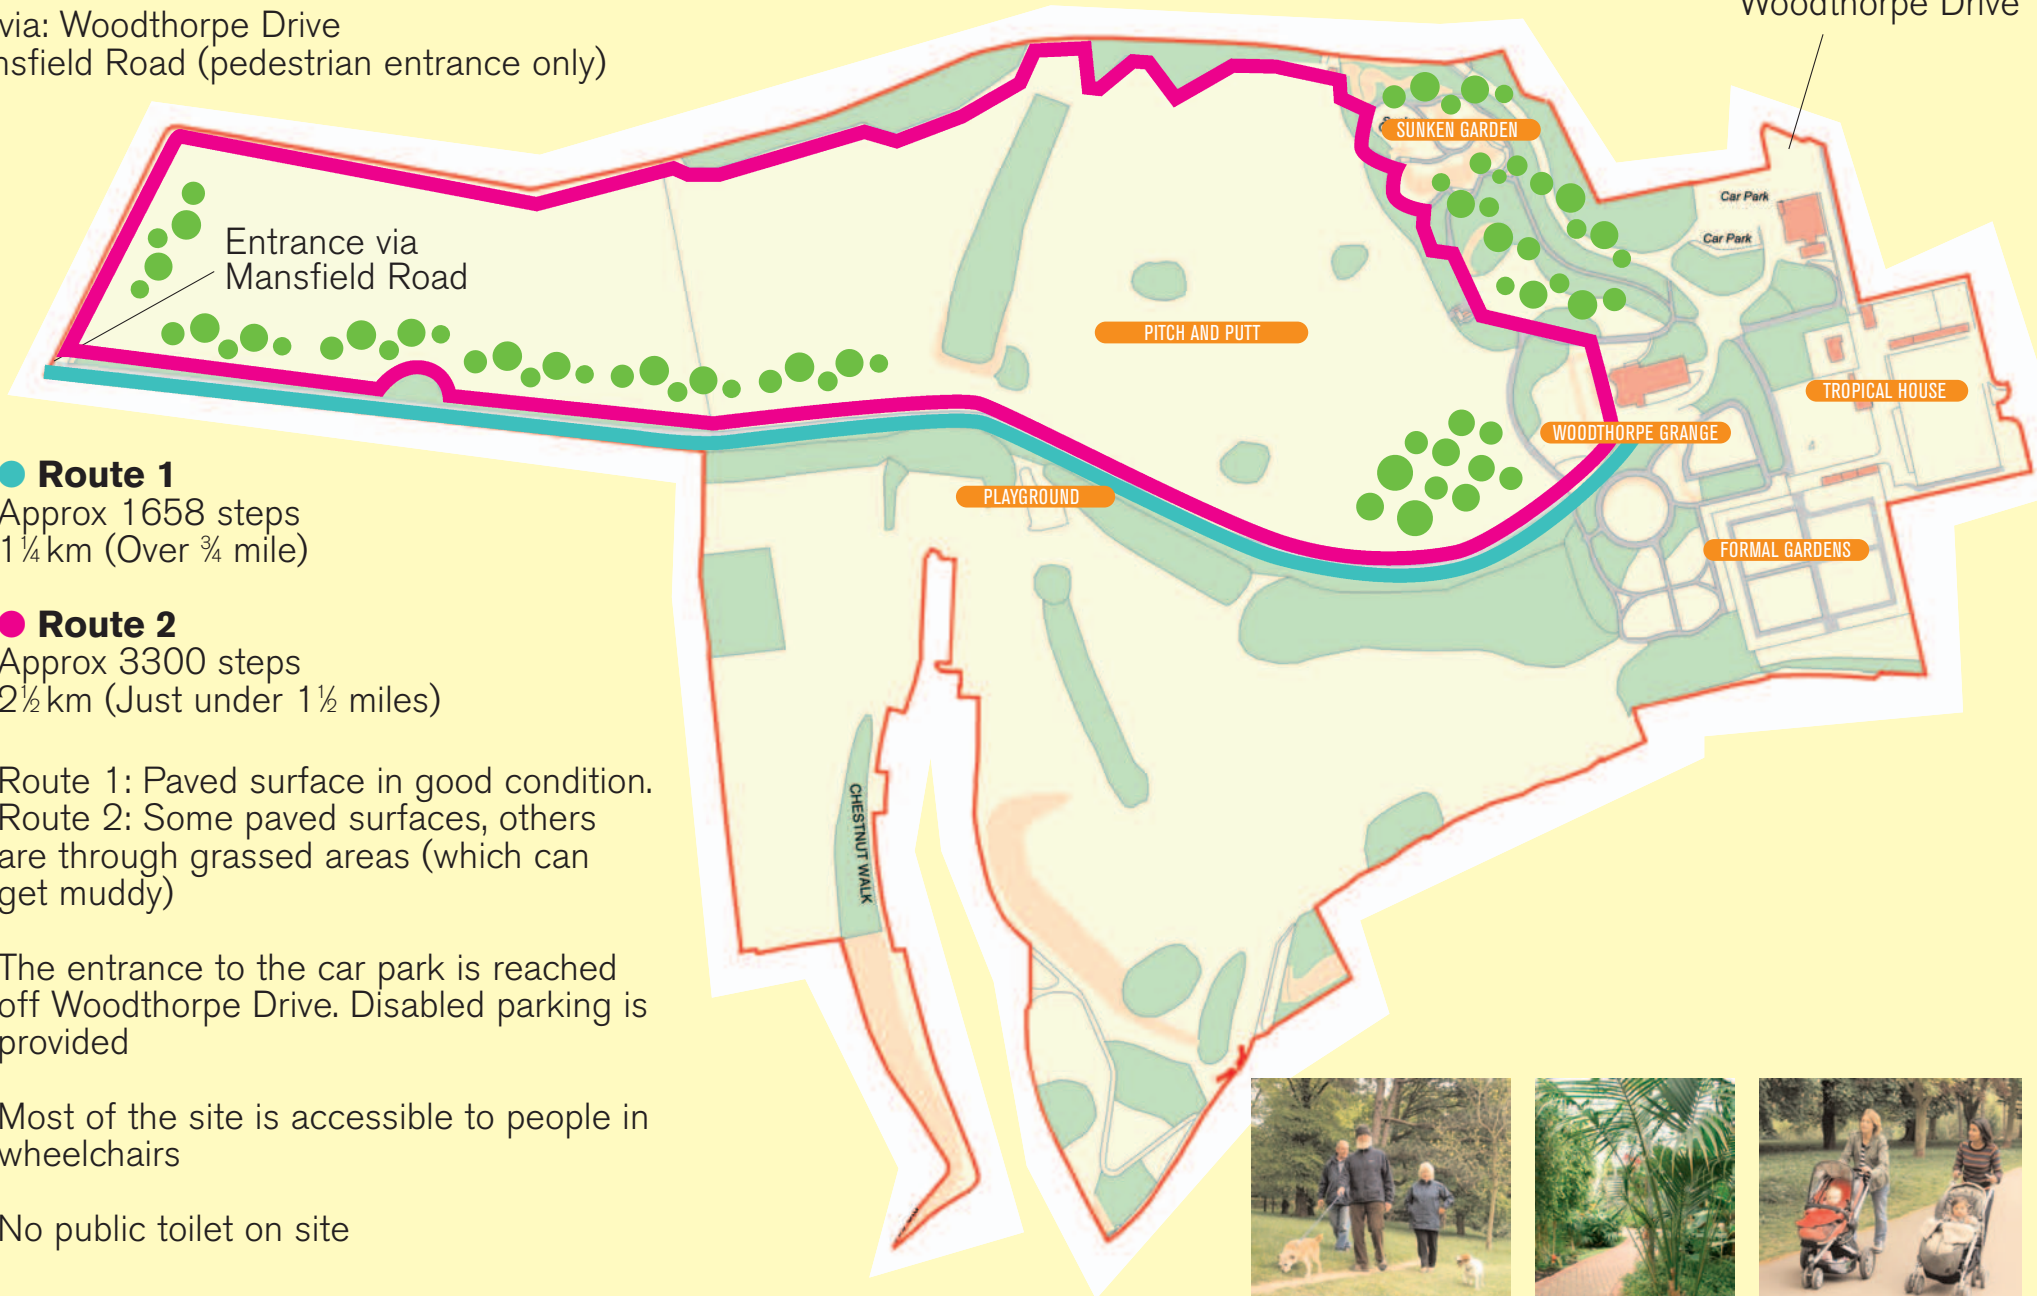 via: Woodthorpe Drive
nsfield Road (pedestrian entrance only)
Woodthorpe Drive
SUNKEN GARDEN
Car Park
Car Park
Entrance via
Mansfield Road
PITCH AND PUTT
TROPICAL HOUSE
WOODTHORPE GRANGE
PLAYGROUND
FORMAL GARDENS
CHESTNUT WALK
Route 1
Approx 1658 steps
1¼ km (Over ¾ mile)
Route 2
Approx 3300 steps
2½ km (Just under 1½ miles)
Route 1: Paved surface in good condition.
Route 2: Some paved surfaces, others
are through grassed areas (which can
get muddy)
The entrance to the car park is reached
off Woodthorpe Drive. Disabled parking is
provided
Most of the site is accessible to people in
wheelchairs
No public toilet on site